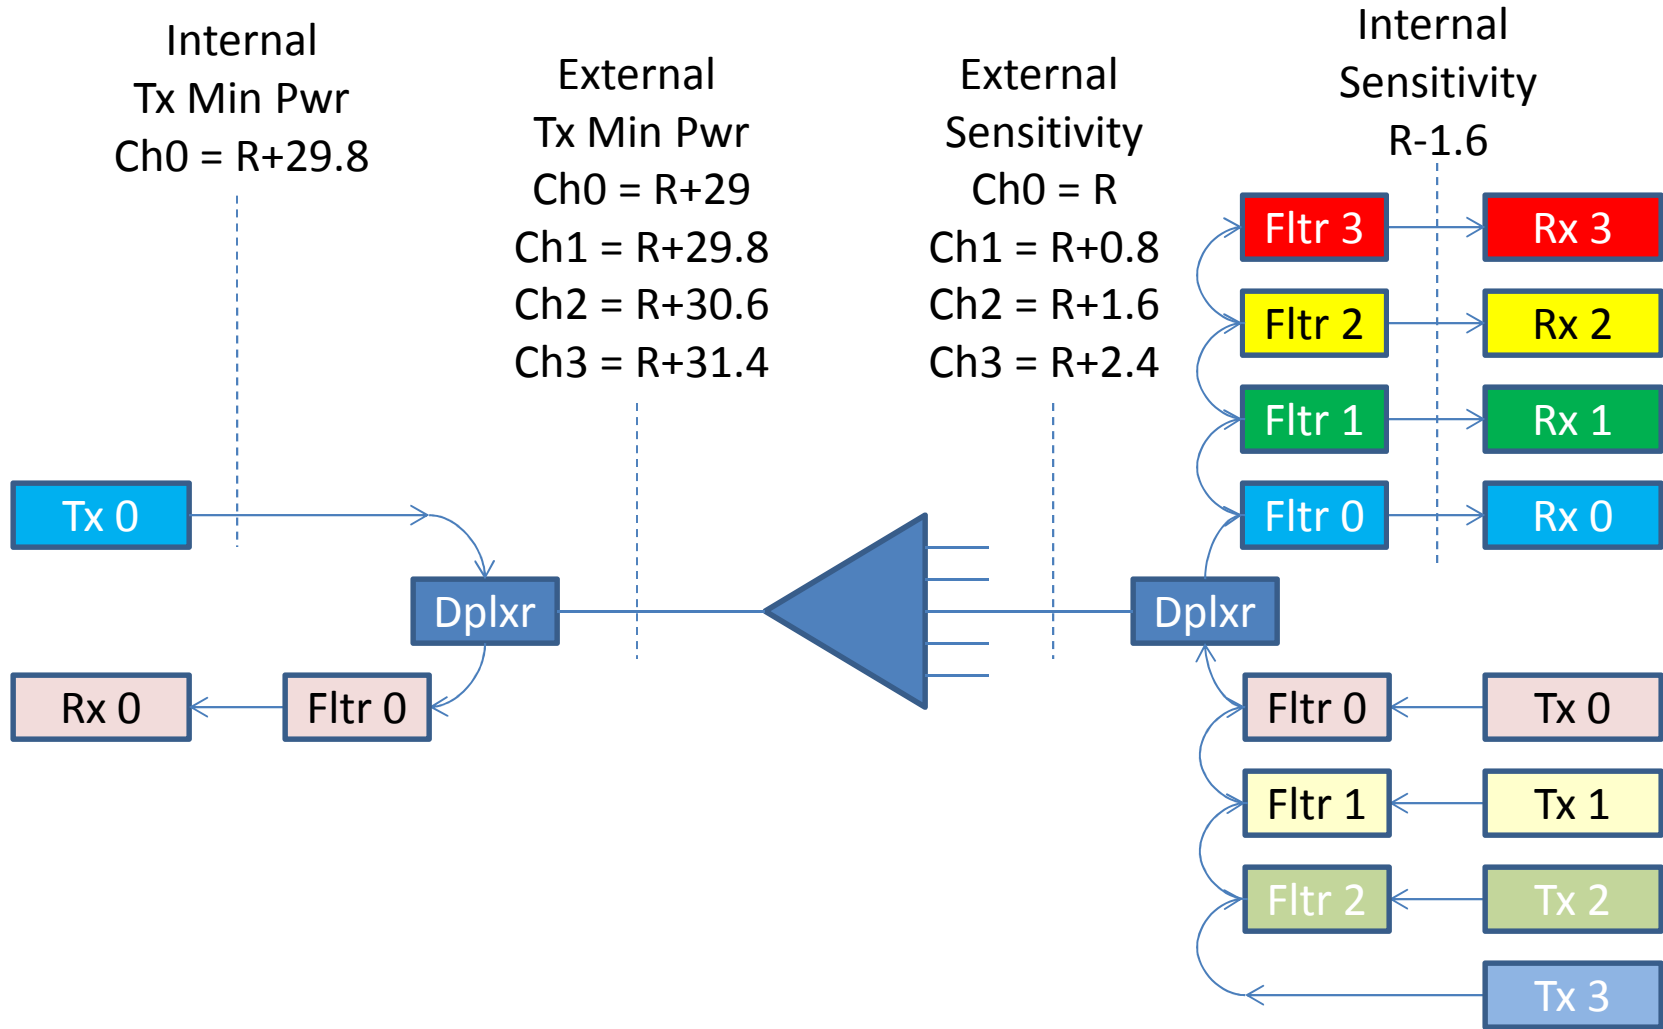 Internal
Tx Min Pwr
Ch0 = R+29.8
External
Tx Min Pwr
Ch0 = R+29
Ch1 = R+29.8
Ch2 = R+30.6
Ch3 = R+31.4
External
Sensitivity
Ch0 = R
Ch1 = R+0.8
Ch2 = R+1.6
Ch3 = R+2.4
Internal
Sensitivity
R-1.6
Fltr 3
Rx 3
Fltr 2
Rx 2
Fltr 1
Rx 1
Tx 0
Fltr 0
Rx 0
Dplxr
Dplxr
Rx 0
Fltr 0
Fltr 0
Tx 0
Fltr 1
Tx 1
Fltr 2
Tx 2
Tx 3